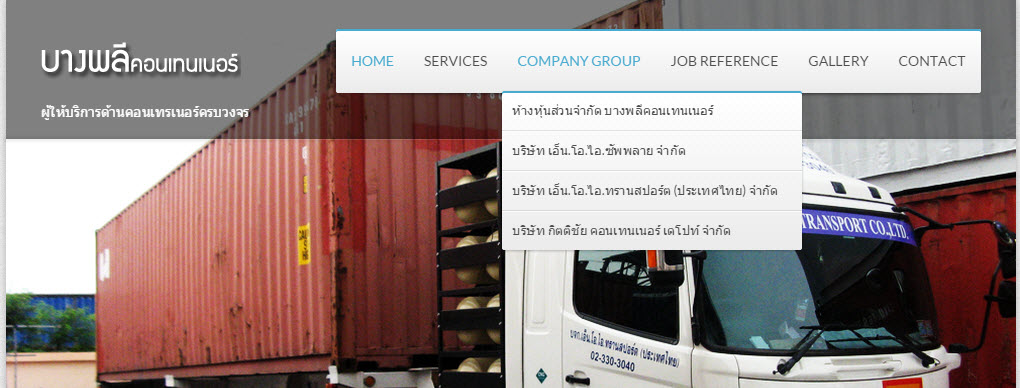 บางพลีคอนเทนเนอร์
HOME SERVICES COMPANY GROUP JOB REFERENCE GALLERY CONTACT
ผู้ให้บริการด้านคอนเทรเนอร์ครบวงจร
ห้างหุ้นส่วนจำกัด บางพลีคอนเทนเนอร์
บริษัท เอ็น.โอ.ไอ.ซัพพลาย จำกัด
บริษัท เอ็น.โอ.ไอ.ทรานสปอร์ต (ประเทศไทย) จำกัด
บริษัท กิตติชัย คอนเทนเนอร์ เดโปท์ จำกัด
TRANSPORT CO.,LTD.
บจก.เอ็น.โอ.ไอ.ทรานสปอร์ต (ประเทศไทย)
02-330-3040